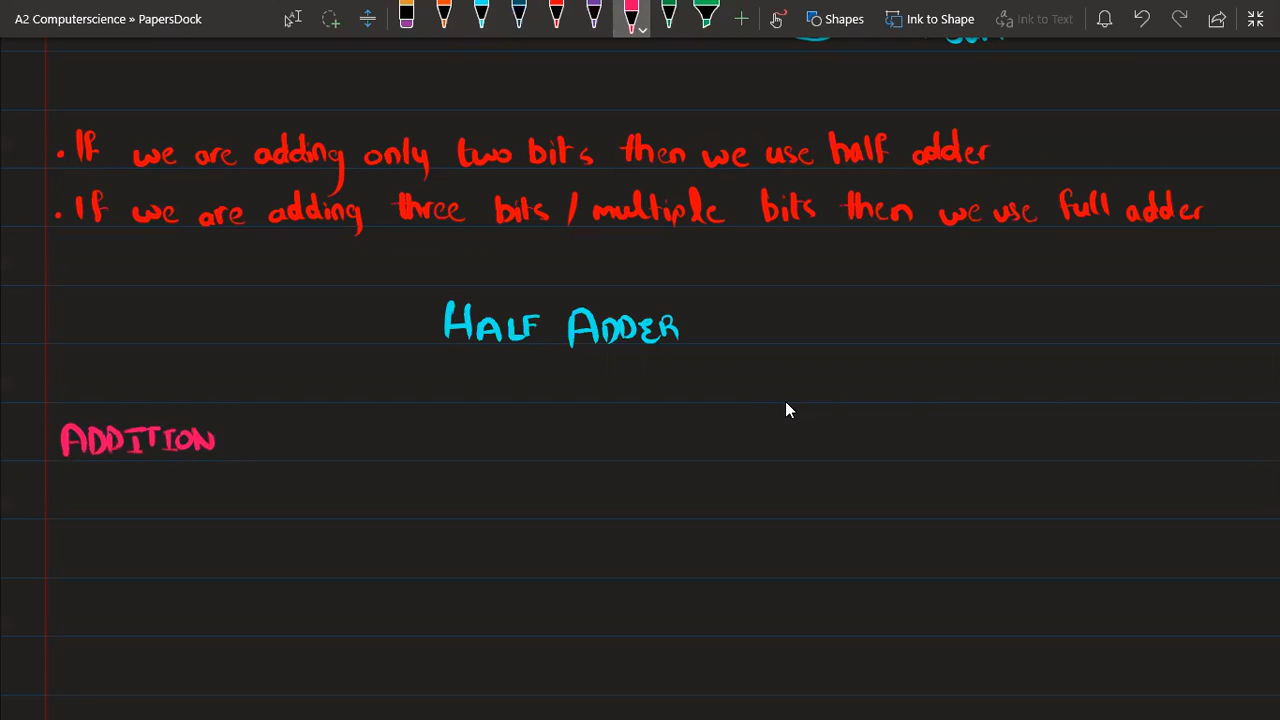 A2 Computerscience » PapersDock
Shapes
Ink to Shape
Ink to Text
. If we are adding only two bits then we use half adder
. If we are adding three bits / multiple bits then we use full adder
HALF ADDER
ADDITION